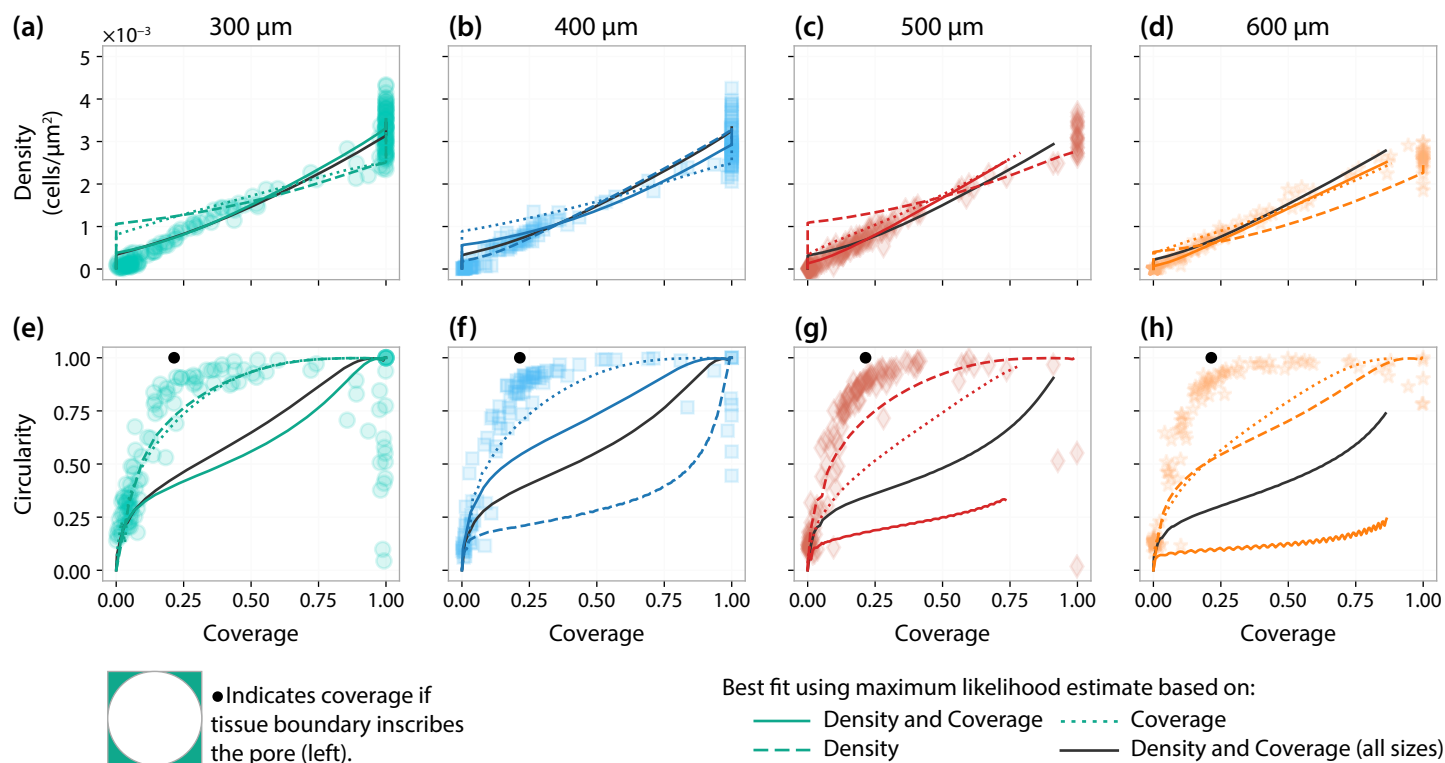 (a) 300 μm (b) 400 μm (c) 500 μm (d) 600 μm
×10⁻³
5
4
3
2
1
0
Density
(cells/μm²)
(e) (f) (g) (h)
1.00
0.75
0.50
0.25
0.00
Circularity
0.00 0.25 0.50 0.75 1.00 0.00 0.25 0.50 0.75 1.00 0.00 0.25 0.50 0.75 1.00 0.00 0.25 0.50 0.75 1.00
Coverage Coverage Coverage Coverage
Indicates coverage if
tissue boundary inscribes
the pore (left).
Best fit using maximum likelihood estimate based on:
Density and Coverage Coverage
Density Density and Coverage (all sizes)